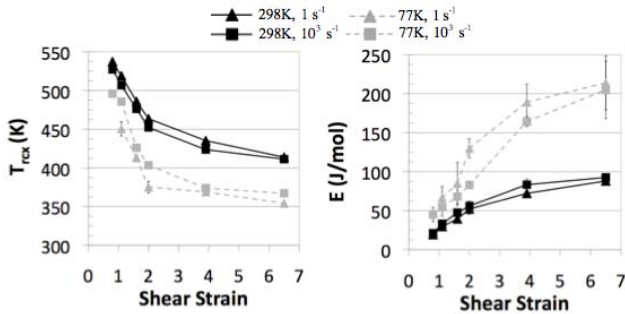 298K, 1 s⁻¹ 77K, 1 s⁻¹
298K, 10³ s⁻¹ 77K, 10³ s⁻¹
550
500
450
400
350
300
T_rcx (K)
0 1 2 3 4 5 6 7
Shear Strain
250
200
150
100
50
0
E (J/mol)
0 1 2 3 4 5 6 7
Shear Strain